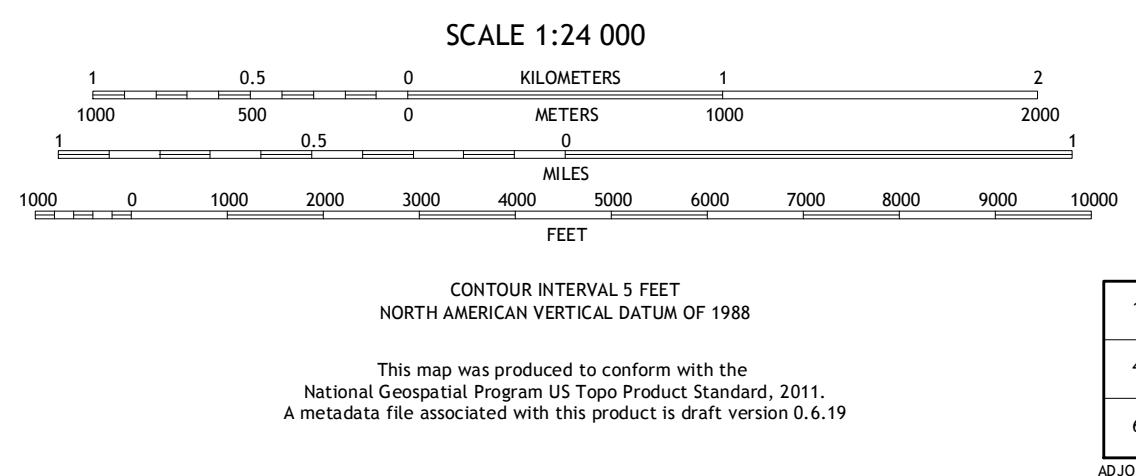 SCALE 1:24 000
1 0.5 0 KILOMETERS 1 2
1000 500 0 METERS 1000 2000
1 0.5 0 1
MILES
1000 0 1000 2000 3000 4000 5000 6000 7000 8000 9000 10000
FEET
CONTOUR INTERVAL 5 FEET
NORTH AMERICAN VERTICAL DATUM OF 1988
This map was produced to conform with the
National Geospatial Program US Topo Product Standard, 2011.
A metadata file associated with this product is draft version 0.6.19
ADJO